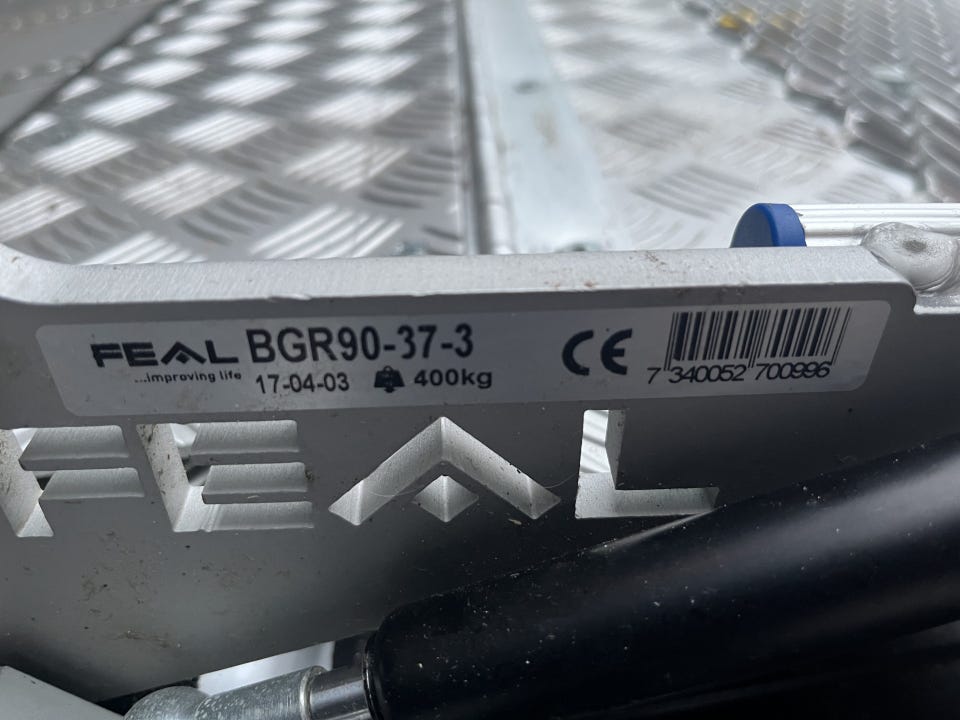 FEAL BGR90-37-3
...improving life
17-04-03 400kg
CE
7 340052 700996
FEAL